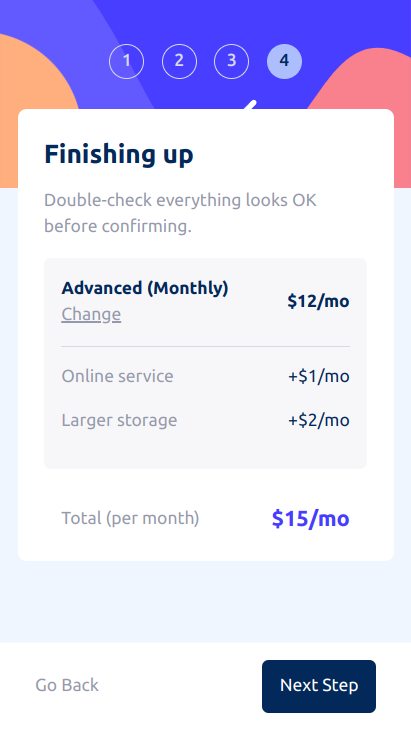 1 2 3 4
Finishing up
Double-check everything looks OK
before confirming.
Advanced (Monthly) $12/mo
Change
Online service +$1/mo
Larger storage +$2/mo
Total (per month) $15/mo
Go Back Next Step